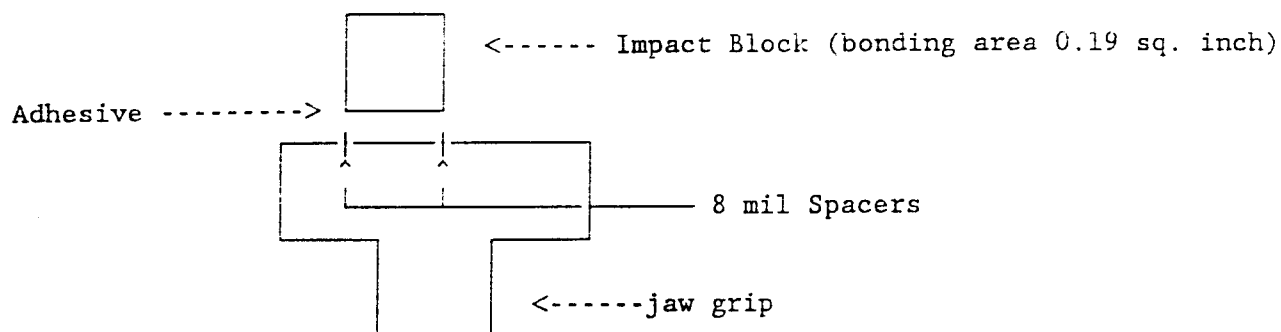 <------ Impact Block (bonding area 0.19 sq. inch)
Adhesive --------->
8 mil Spacers
<------jaw grip